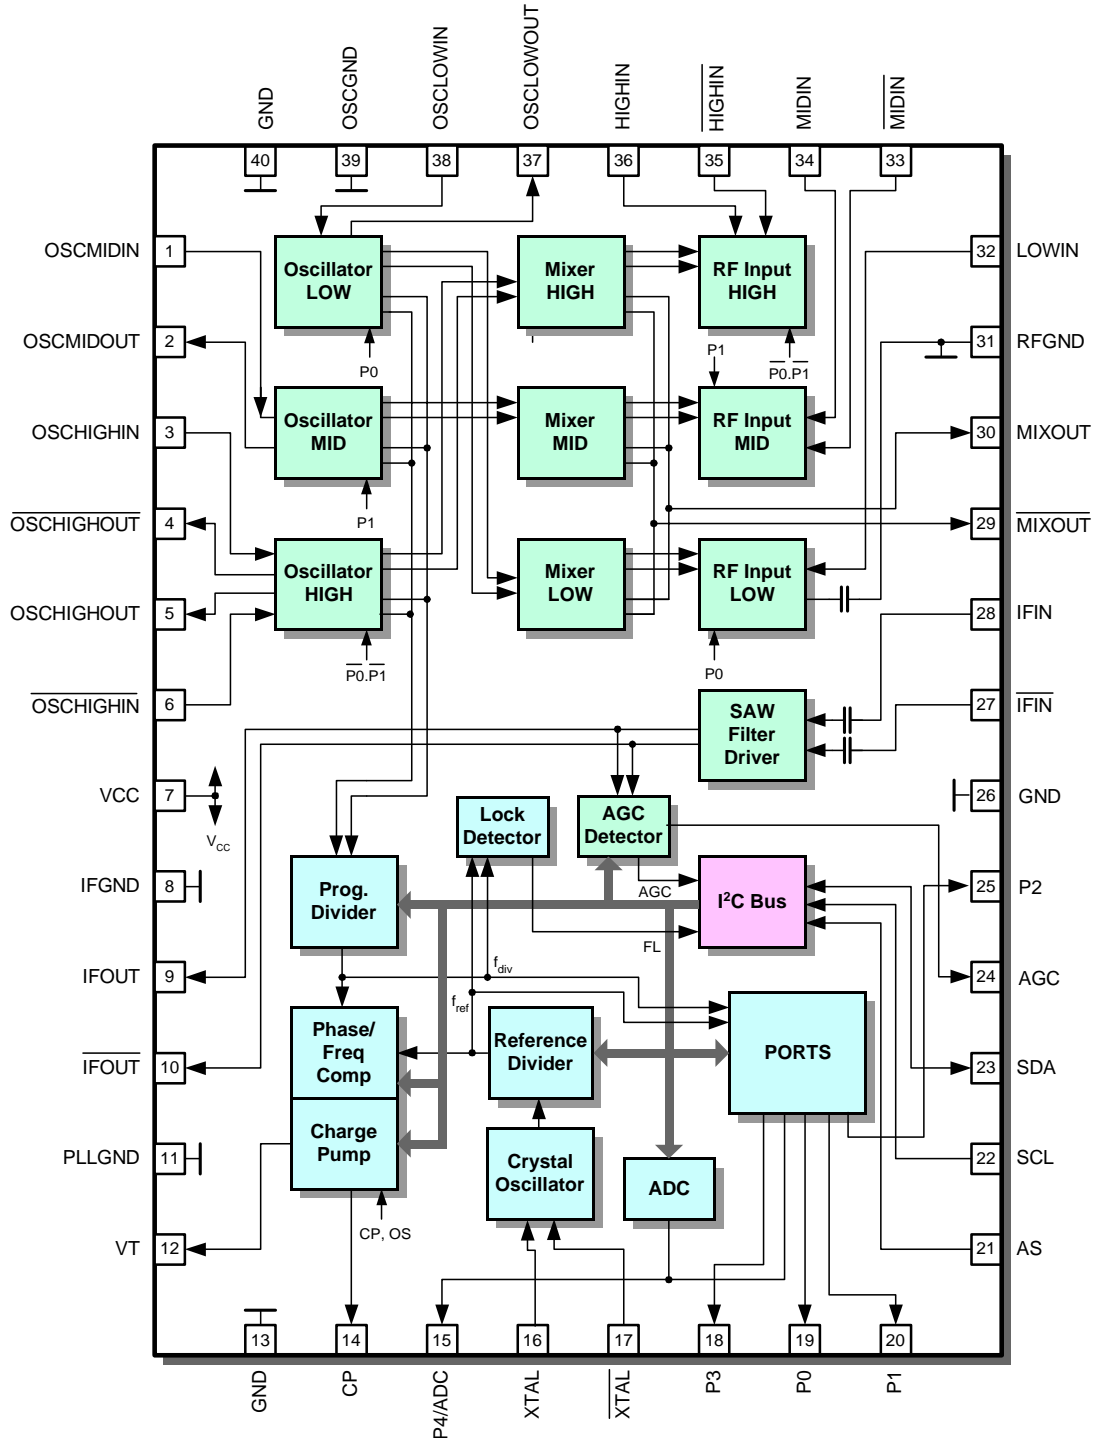 GND
OSCGND
OSCLOWIN
OSCLOWOUT
HIGHIN
HIGHIN
MIDIN
MIDIN
40
39
38
37
36
35
34
33
OSCMIDIN
1
Oscillator
LOW
Mixer
HIGH
RF Input
HIGH
32
LOWIN
OSCMIDOUT
2
P0
P1
P0.P1
31
RFGND
OSCHIGHIN
3
Oscillator
MID
Mixer
MID
RF Input
MID
30
MIXOUT
OSCHIGHOUT
4
P1
29
MIXOUT
Oscillator
HIGH
Mixer
LOW
RF Input
LOW
OSCHIGHOUT
5
28
IFIN
P0.P1
P0
OSCHIGHIN
6
SAW
Filter
Driver
27
IFIN
VCC
7
VCC
Lock
Detector
AGC
Detector
26
GND
IFGND
8
Prog.
Divider
AGC
I2C Bus
25
P2
FL
IFOUT
9
fdiv
fref
24
AGC
IFOUT
10
Phase/
Freq
Comp
Reference
Divider
PORTS
23
SDA
PLLGND
11
Charge
Pump
Crystal
Oscillator
ADC
22
SCL
VT
12
CP, OS
21
AS
13
14
15
16
17
18
19
20
GND
CP
P4/ADC
XTAL
XTAL
P3
P0
P1